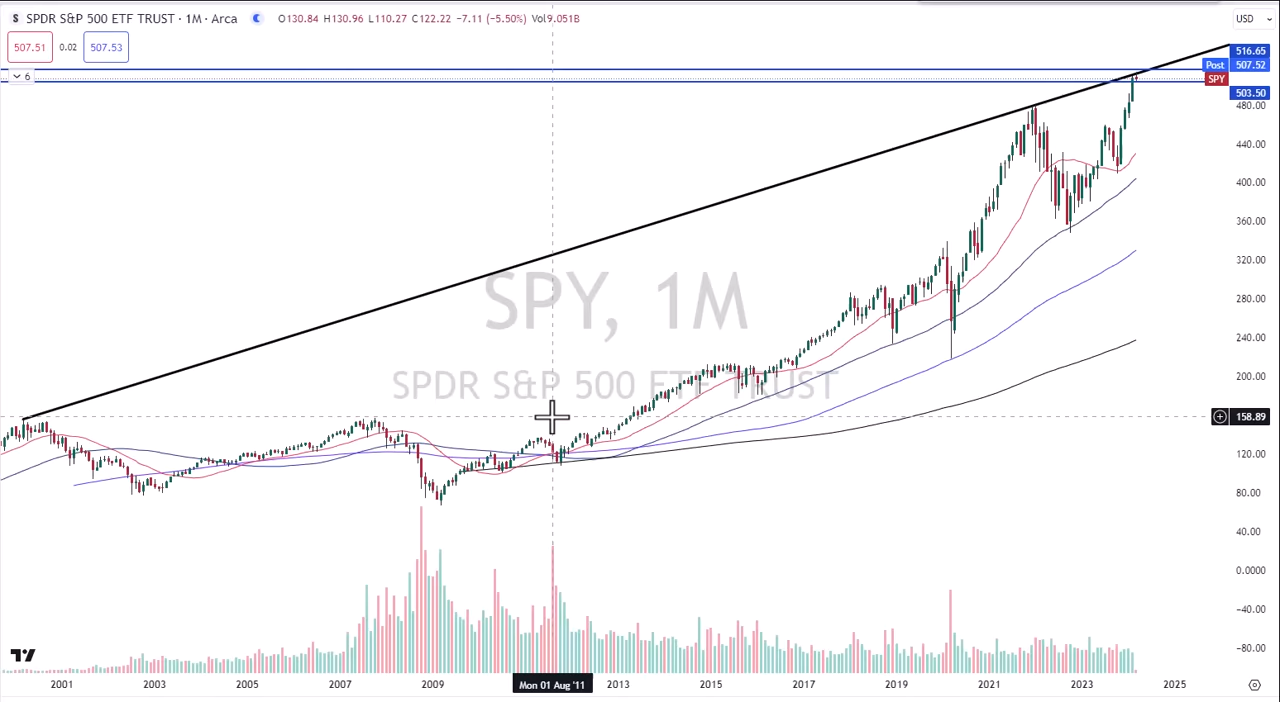 S SPDR S&P 500 ETF TRUST · 1M · Arca O130.84 H130.96 L110.27 C122.22 −7.11 (−5.50%) Vol9.051B USD
507.51 0.02 507.53
6
516.65
Post 507.52
SPY
503.50
480.00
440.00
400.00
360.00
320.00
SPY, 1M
280.00
240.00
SPDR S&P 500 ETF TRUST
200.00
158.89
120.00
80.00
40.00
0.0000
−40.00
−80.00
2001 2003 2005 2007 2009 Mon 01 Aug '11 2013 2015 2017 2019 2021 2023 2025